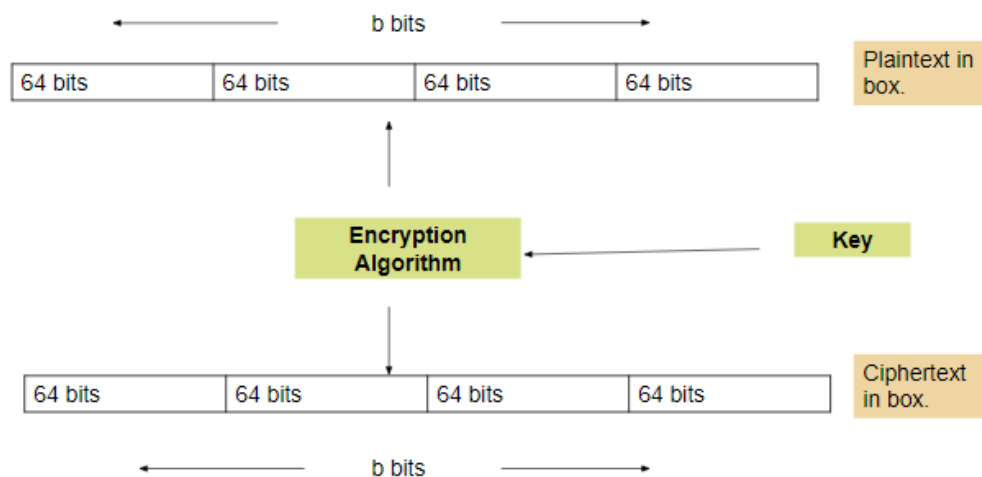 b bits
64 bits 64 bits 64 bits 64 bits
Plaintext in
box.
Encryption
Algorithm
Key
64 bits 64 bits 64 bits 64 bits
Ciphertext
in box.
b bits